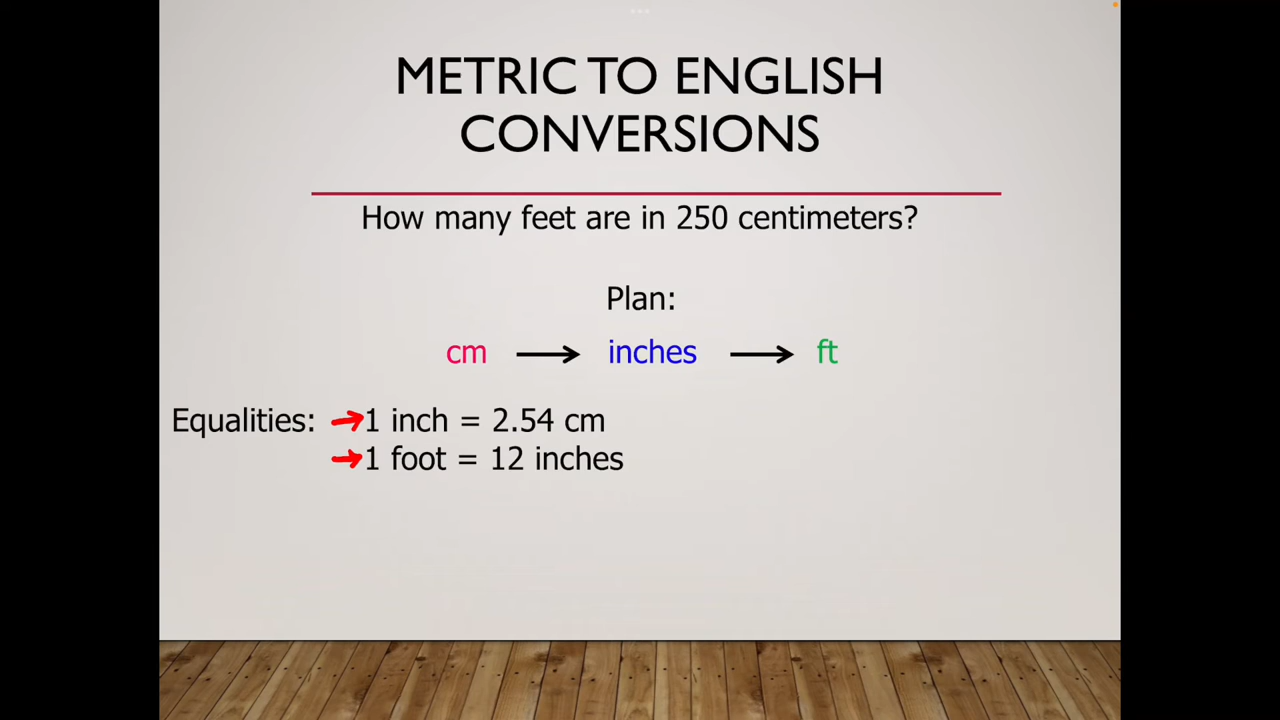 METRIC TO ENGLISH
CONVERSIONS
How many feet are in 250 centimeters?
Plan:
cm → inches → ft
Equalities: → 1 inch = 2.54 cm
→ 1 foot = 12 inches